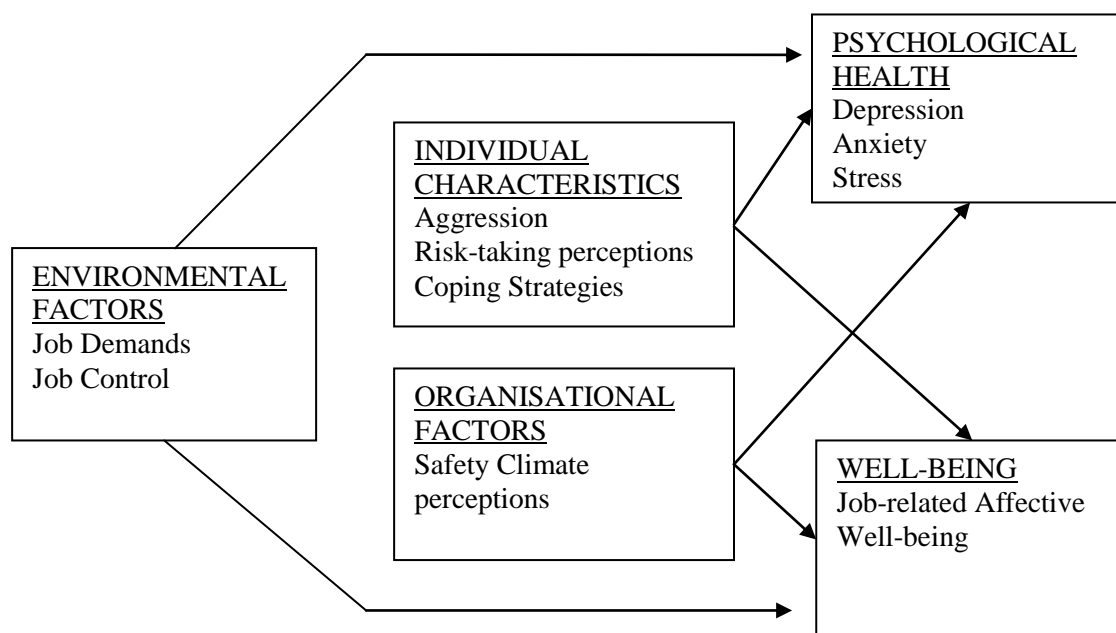 PSYCHOLOGICAL
HEALTH
Depression
Anxiety
Stress
INDIVIDUAL
CHARACTERISTICS
Aggression
Risk-taking perceptions
Coping Strategies
ENVIRONMENTAL
FACTORS
Job Demands
Job Control
ORGANISATIONAL
FACTORS
Safety Climate
perceptions
WELL-BEING
Job-related Affective
Well-being